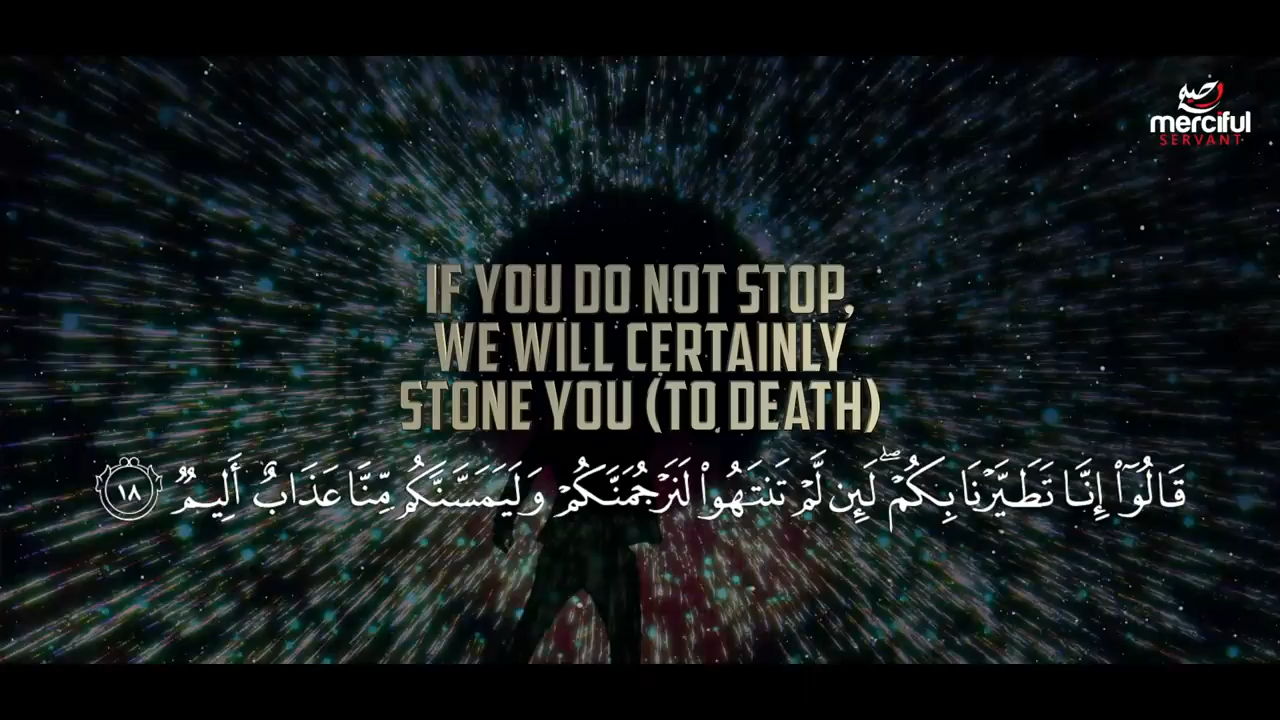 رحيم
merciful
SERVANT
IF YOU DO NOT STOP,
WE WILL CERTAINLY
STONE YOU (TO DEATH)
قَالُوٓا۟ إِنَّا تَطَيَّرْنَا بِكُمْ ۖ لَئِن لَّمْ تَنتَهُوا۟ لَنَرْجُمَنَّكُمْ وَلَيَمَسَّنَّكُم مِّنَّا عَذَابٌ أَلِيمٌ ١٨